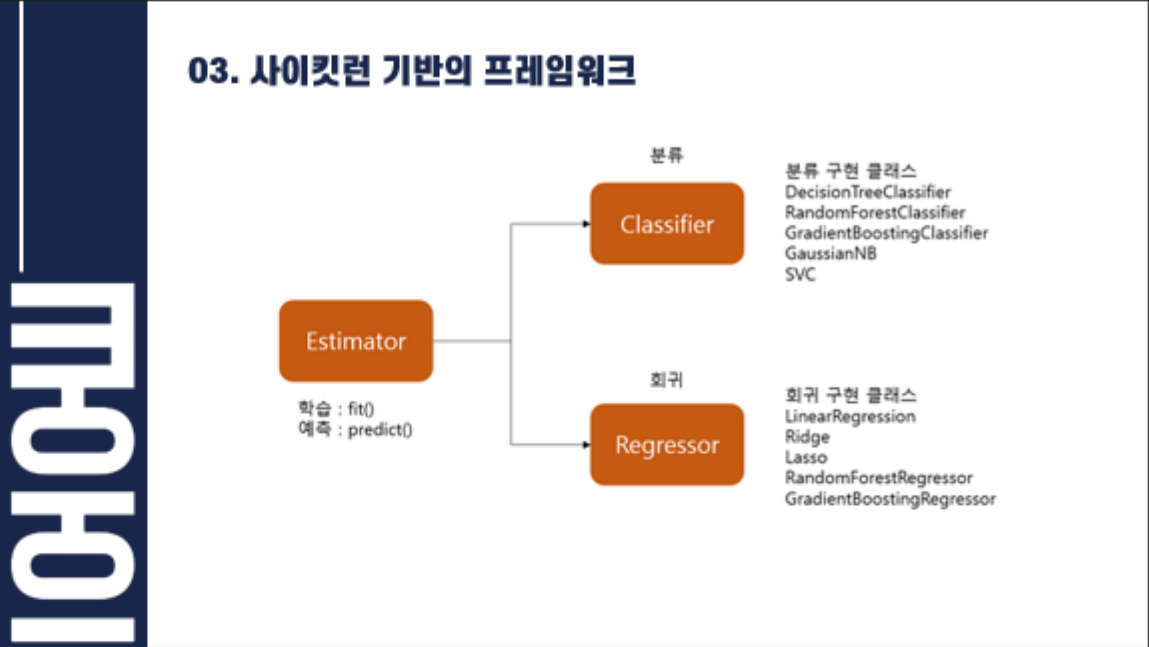 03. 사이킷런 기반의 프레임워크
분류
Classifier
분류 구현 클래스
DecisionTreeClassifier
RandomForestClassifier
GradientBoostingClassifier
GaussianNB
SVC
Estimator
학습 : fit()
예측 : predict()
회귀
Regressor
회귀 구현 클래스
LinearRegression
Ridge
Lasso
RandomForestRegressor
GradientBoostingRegressor